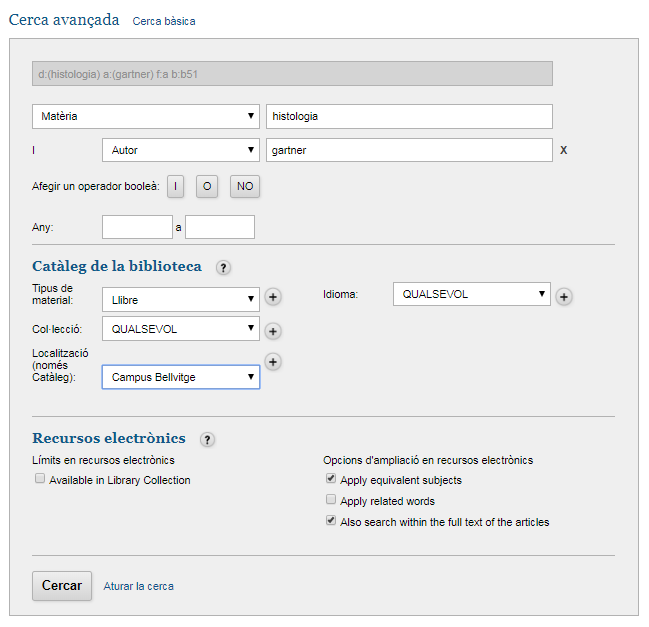 Cerca avançada Cerca bàsica
d:(histologia) a:(gartner) f:a b:b51
Matèria histologia
I Autor gartner X
Afegir un operador booleà: I O NO
Any: a
Catàleg de la biblioteca ?
Tipus de material: Llibre + Idioma: QUALSEVOL +
Col·lecció: QUALSEVOL +
Localització (només Catàleg): Campus Bellvitge +
Recursos electrònics ?
Límits en recursos electrònics Opcions d'ampliació en recursos electrònics
Available in Library Collection Apply equivalent subjects
Apply related words
Also search within the full text of the articles
Cercar Aturar la cerca